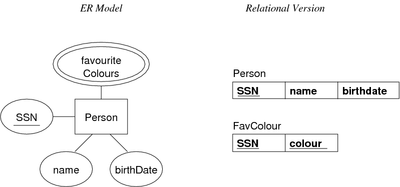 ER Model
Relational Version
favourite
Colours
SSN
Person
name
birthDate
Person
SSN name birthdate
FavColour
SSN colour